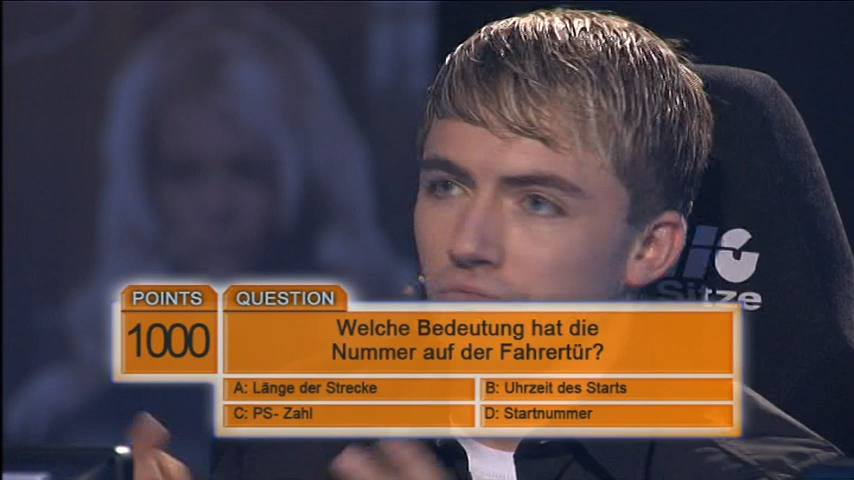 POINTS
QUESTION
1000
Welche Bedeutung hat die
Nummer auf der Fahrertür?
A: Länge der Strecke
B: Uhrzeit des Starts
C: PS- Zahl
D: Startnummer
Sitze